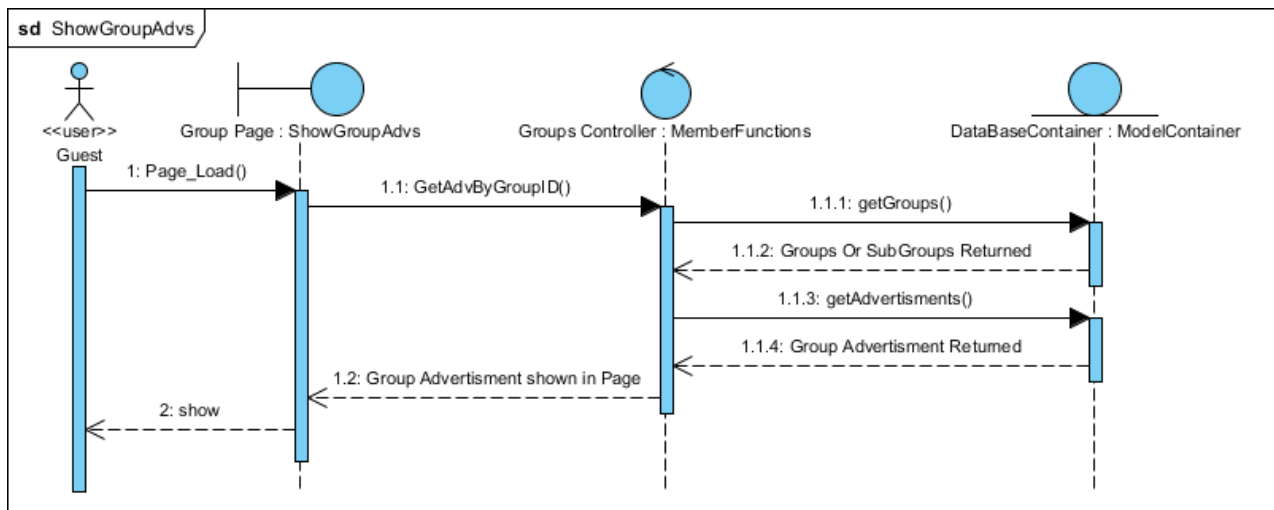 sd ShowGroupAdvs
<<user>>
Guest
Group Page : ShowGroupAdvs
Groups Controller : MemberFunctions
DataBaseContainer : ModelContainer
1: Page_Load()
1.1: GetAdvByGroupID()
1.1.1: getGroups()
1.1.2: Groups Or SubGroups Returned
1.1.3: getAdvertisments()
1.1.4: Group Advertisment Returned
1.2: Group Advertisment shown in Page
2: show